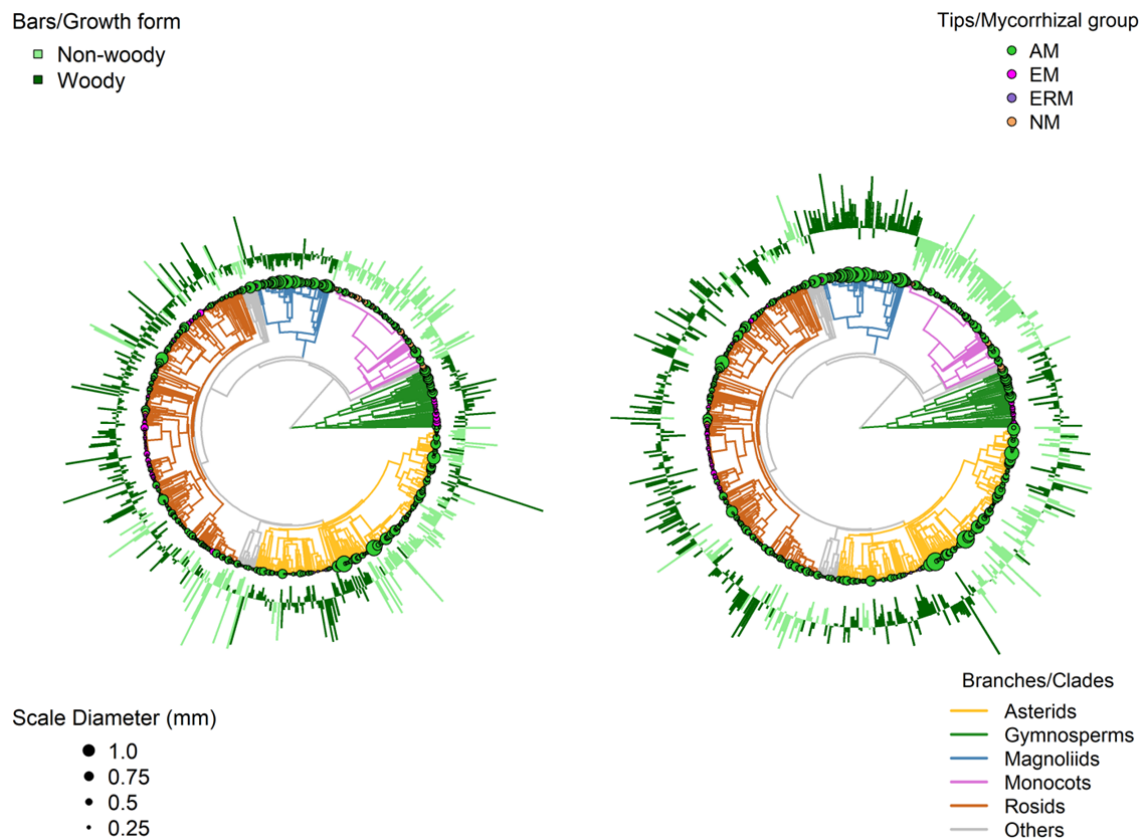 Bars/Growth form
Non-woody
Woody
Tips/Mycorrhizal group
AM
EM
ERM
NM
Scale Diameter (mm)
1.0
0.75
0.5
0.25
Branches/Clades
Asterids
Gymnosperms
Magnoliids
Monocots
Rosids
Others